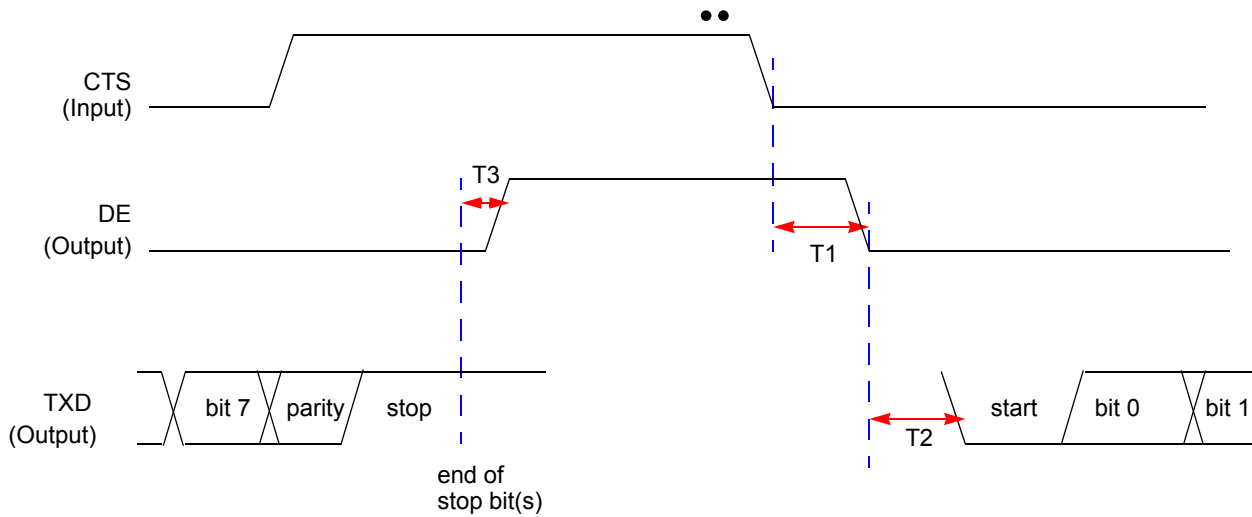 CTS
(Input)
T3
DE
(Output)
T1
TXD
(Output)
bit 7
parity
stop
T2
start
bit 0
bit 1
end of
stop bit(s)